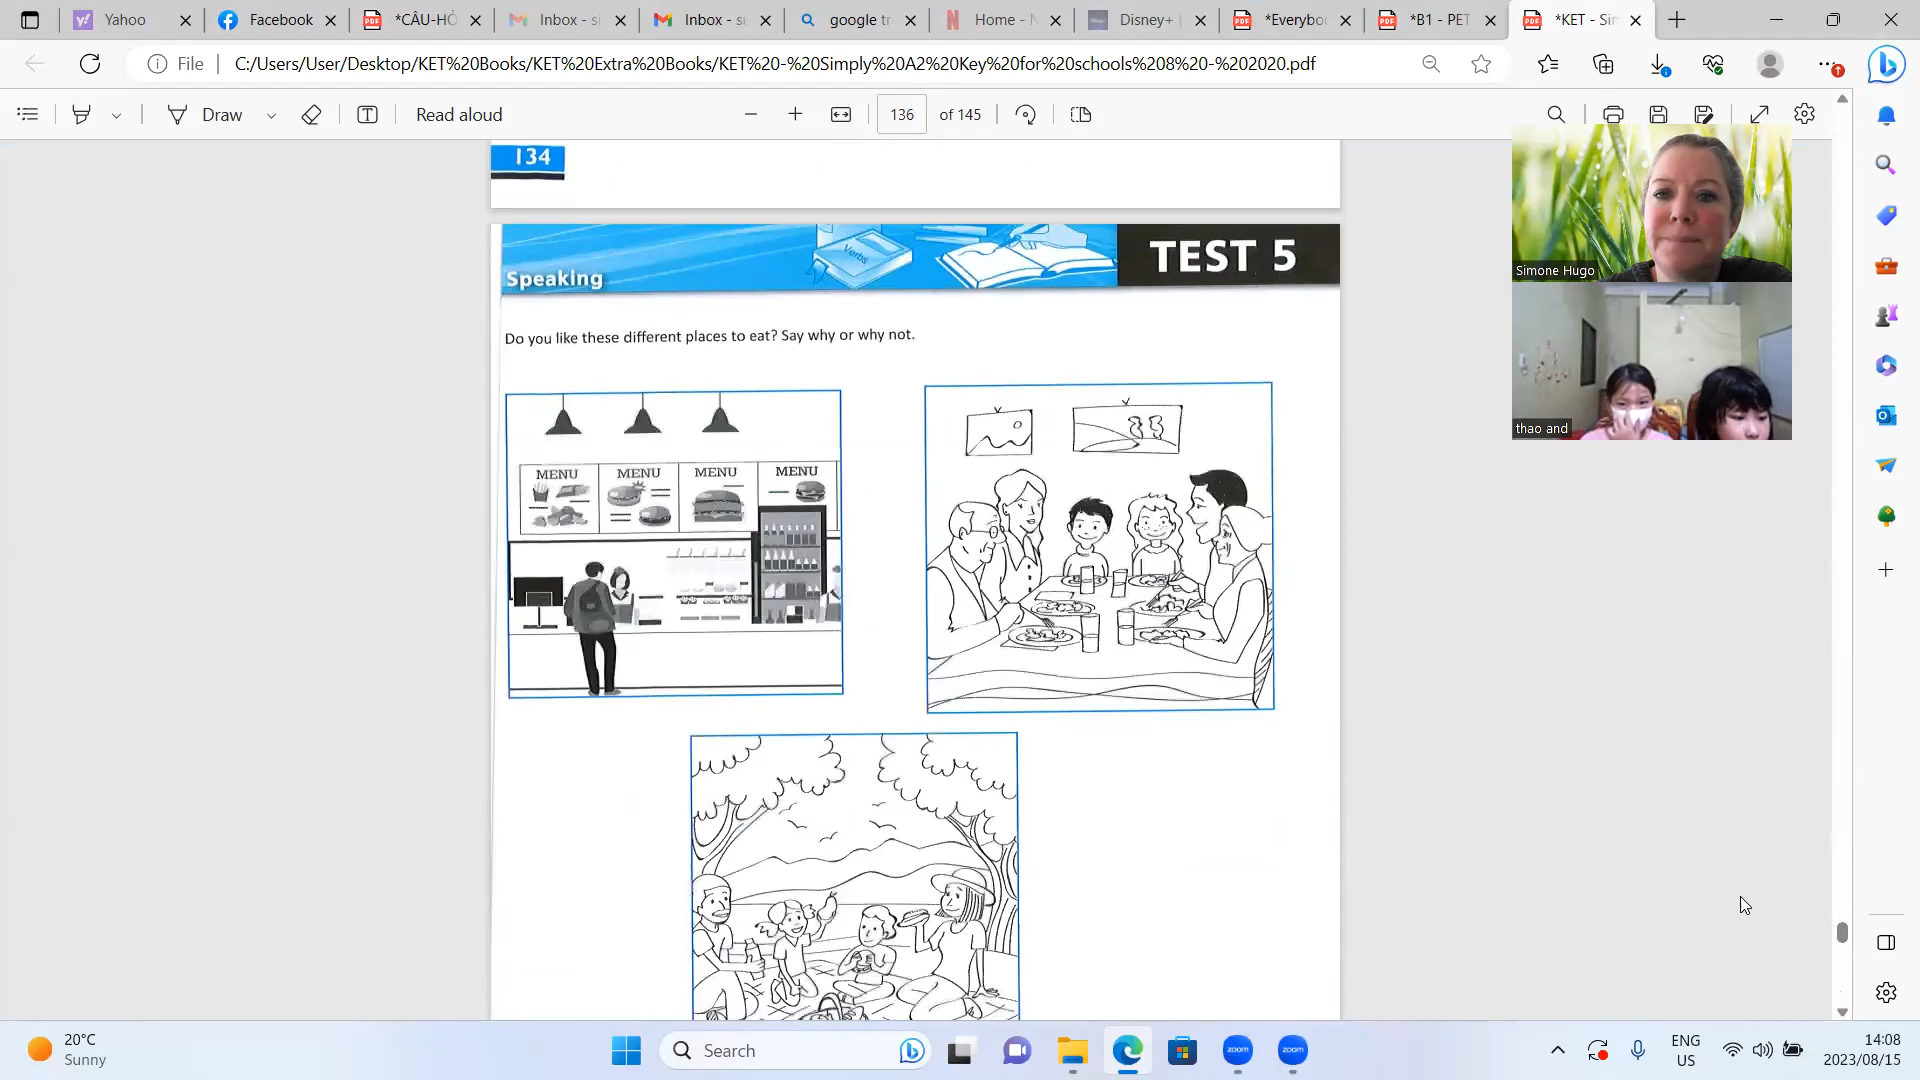 Yahoo
Facebook
*CÂU-HỎ
Inbox - si
Inbox - si
google tr
Home - N
Disney+ |
*Everybo
*B1 - PET
*KET - Sim
File
C:/Users/User/Desktop/KET%20Books/KET%20Extra%20Books/KET%20-%20Simply%20A2%20Key%20for%20schools%208%20-%202020.pdf
Draw
Read aloud
136
of 145
134
Verbs
TEST 5
Speaking
Do you like these different places to eat? Say why or why not.
MENU
MENU
MENU
MENU
Simone Hugo
thao and
20°C
Sunny
Search
zoom
zoom
ENG
US
14:08
2023/08/15